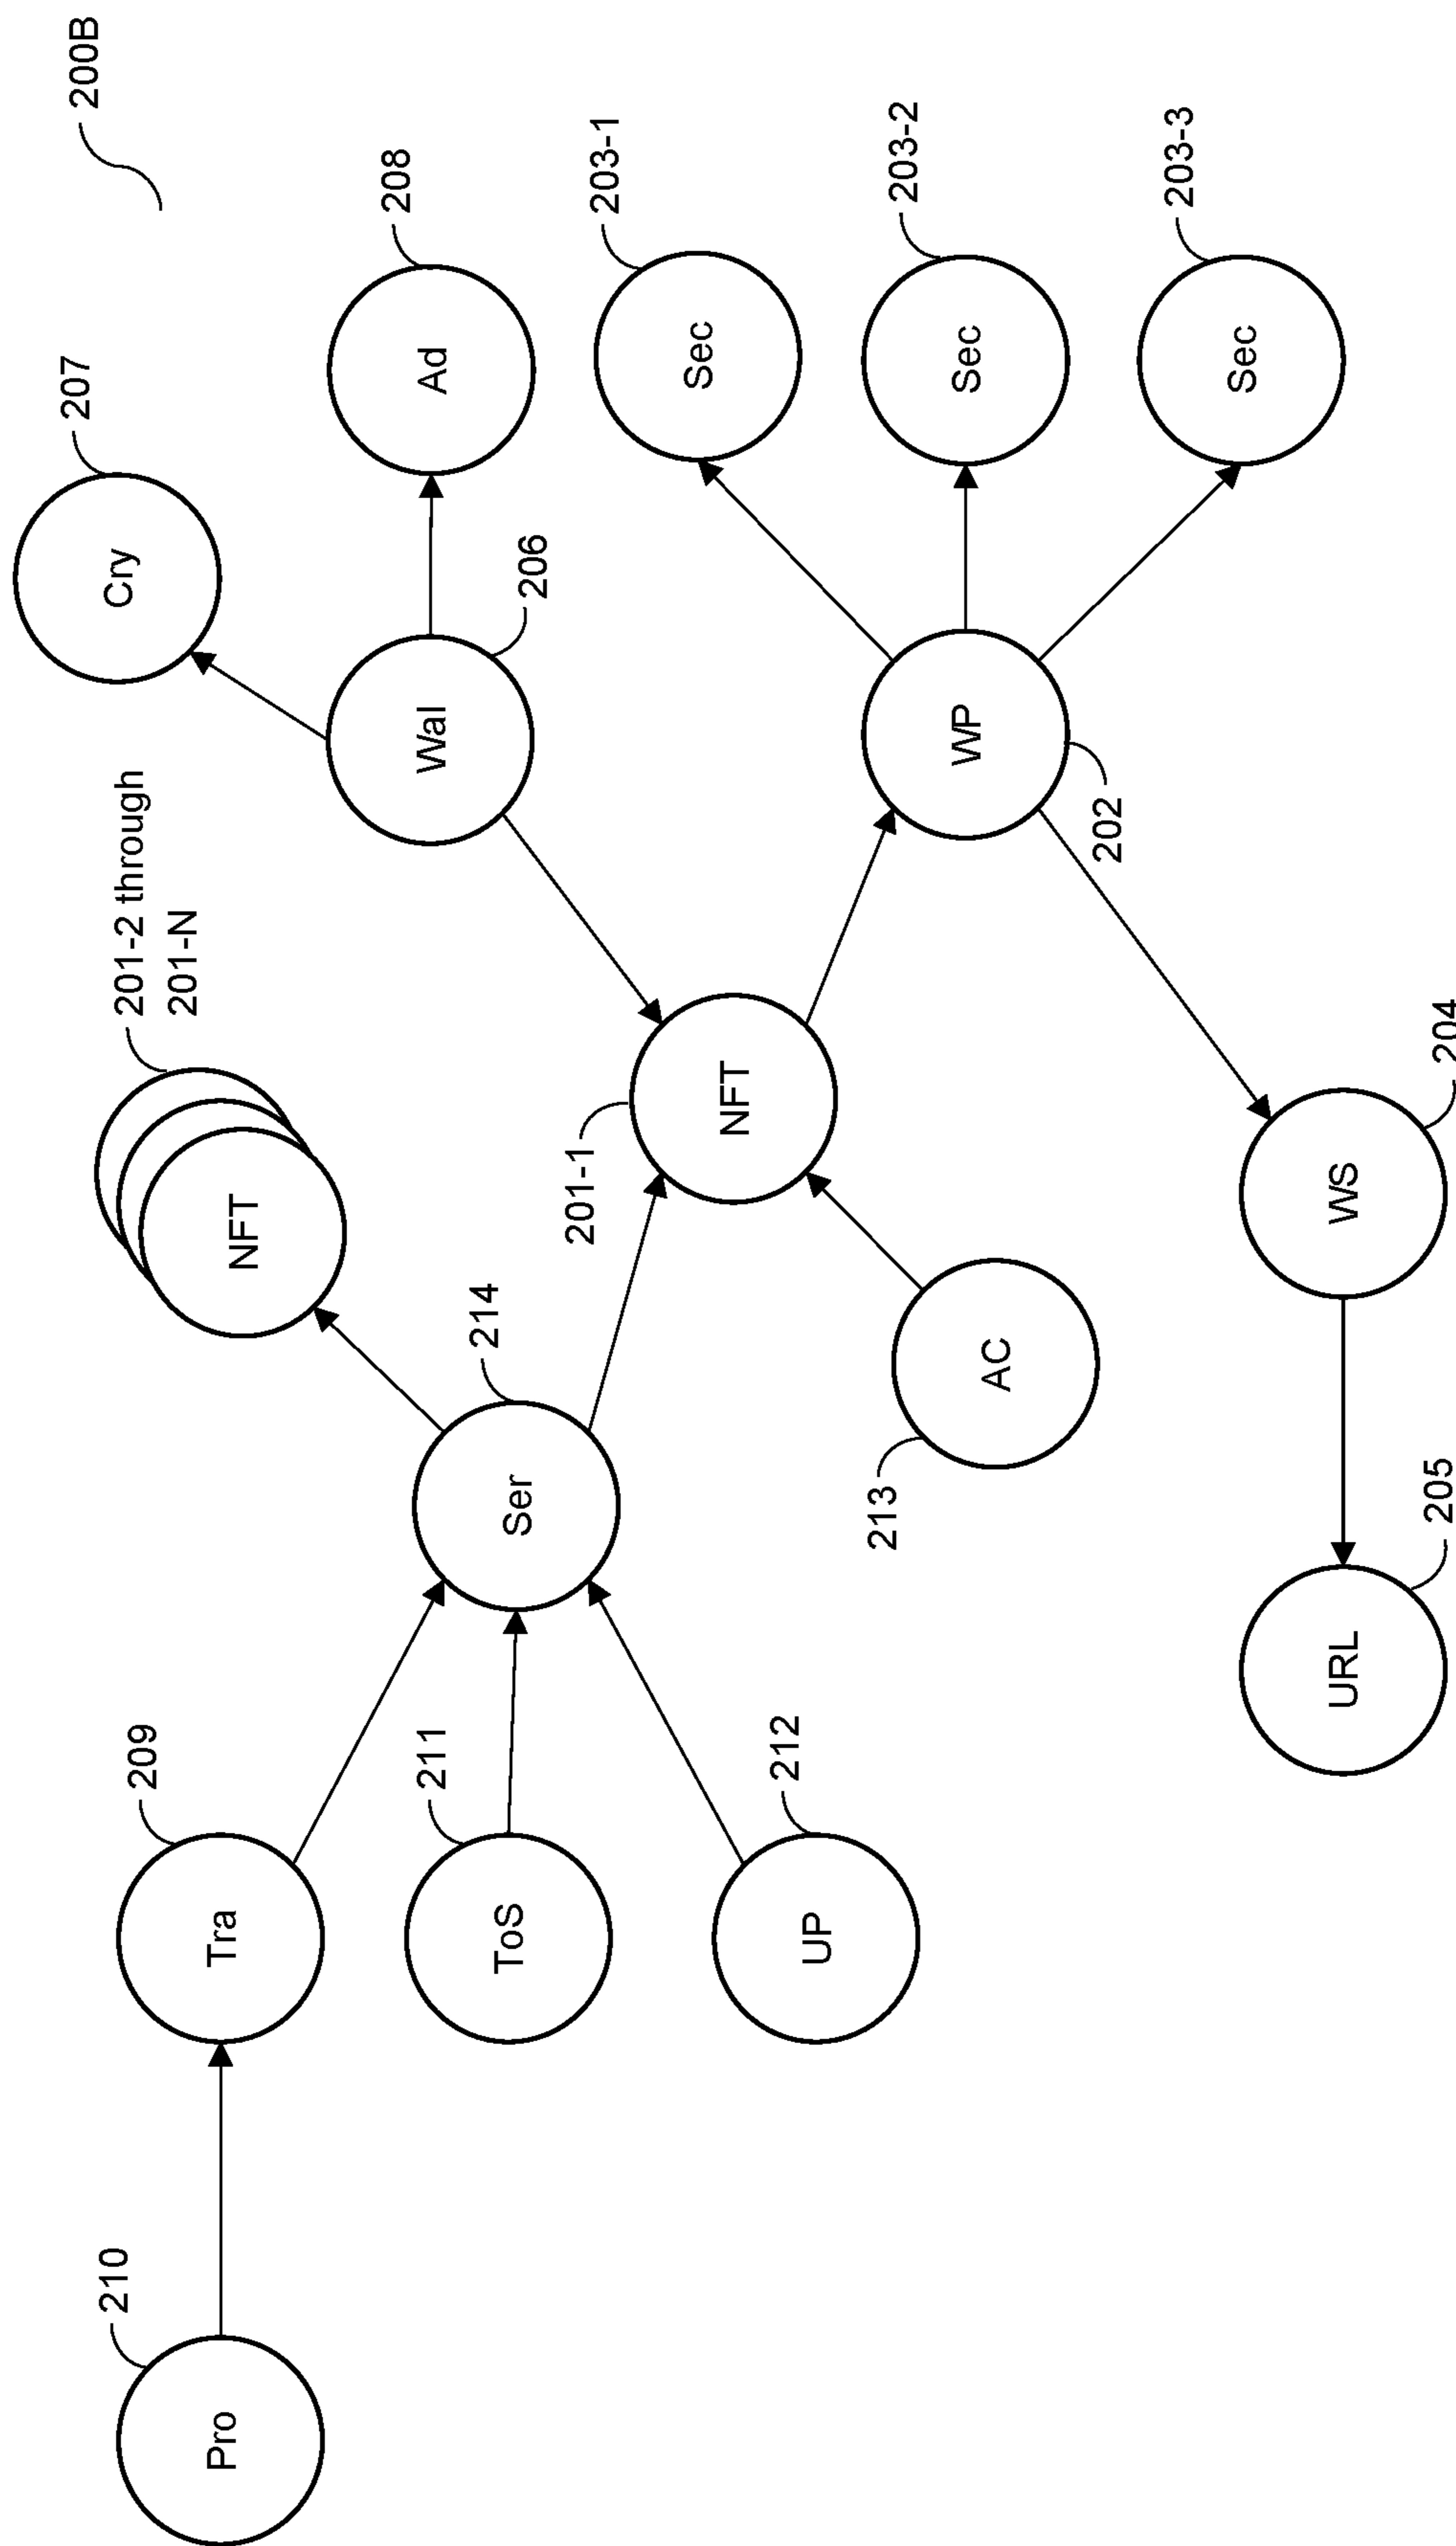 200B
207
Cry
210
201-2 through
201-N
209
Pro
Tra
NFT
208
211
Wal
Ad
214
206
ToS
Ser
201-1
203-1
Sec
NFT
212
UP
203-2
213
WP
Sec
AC
202
203-3
Sec
URL
WS
205
204